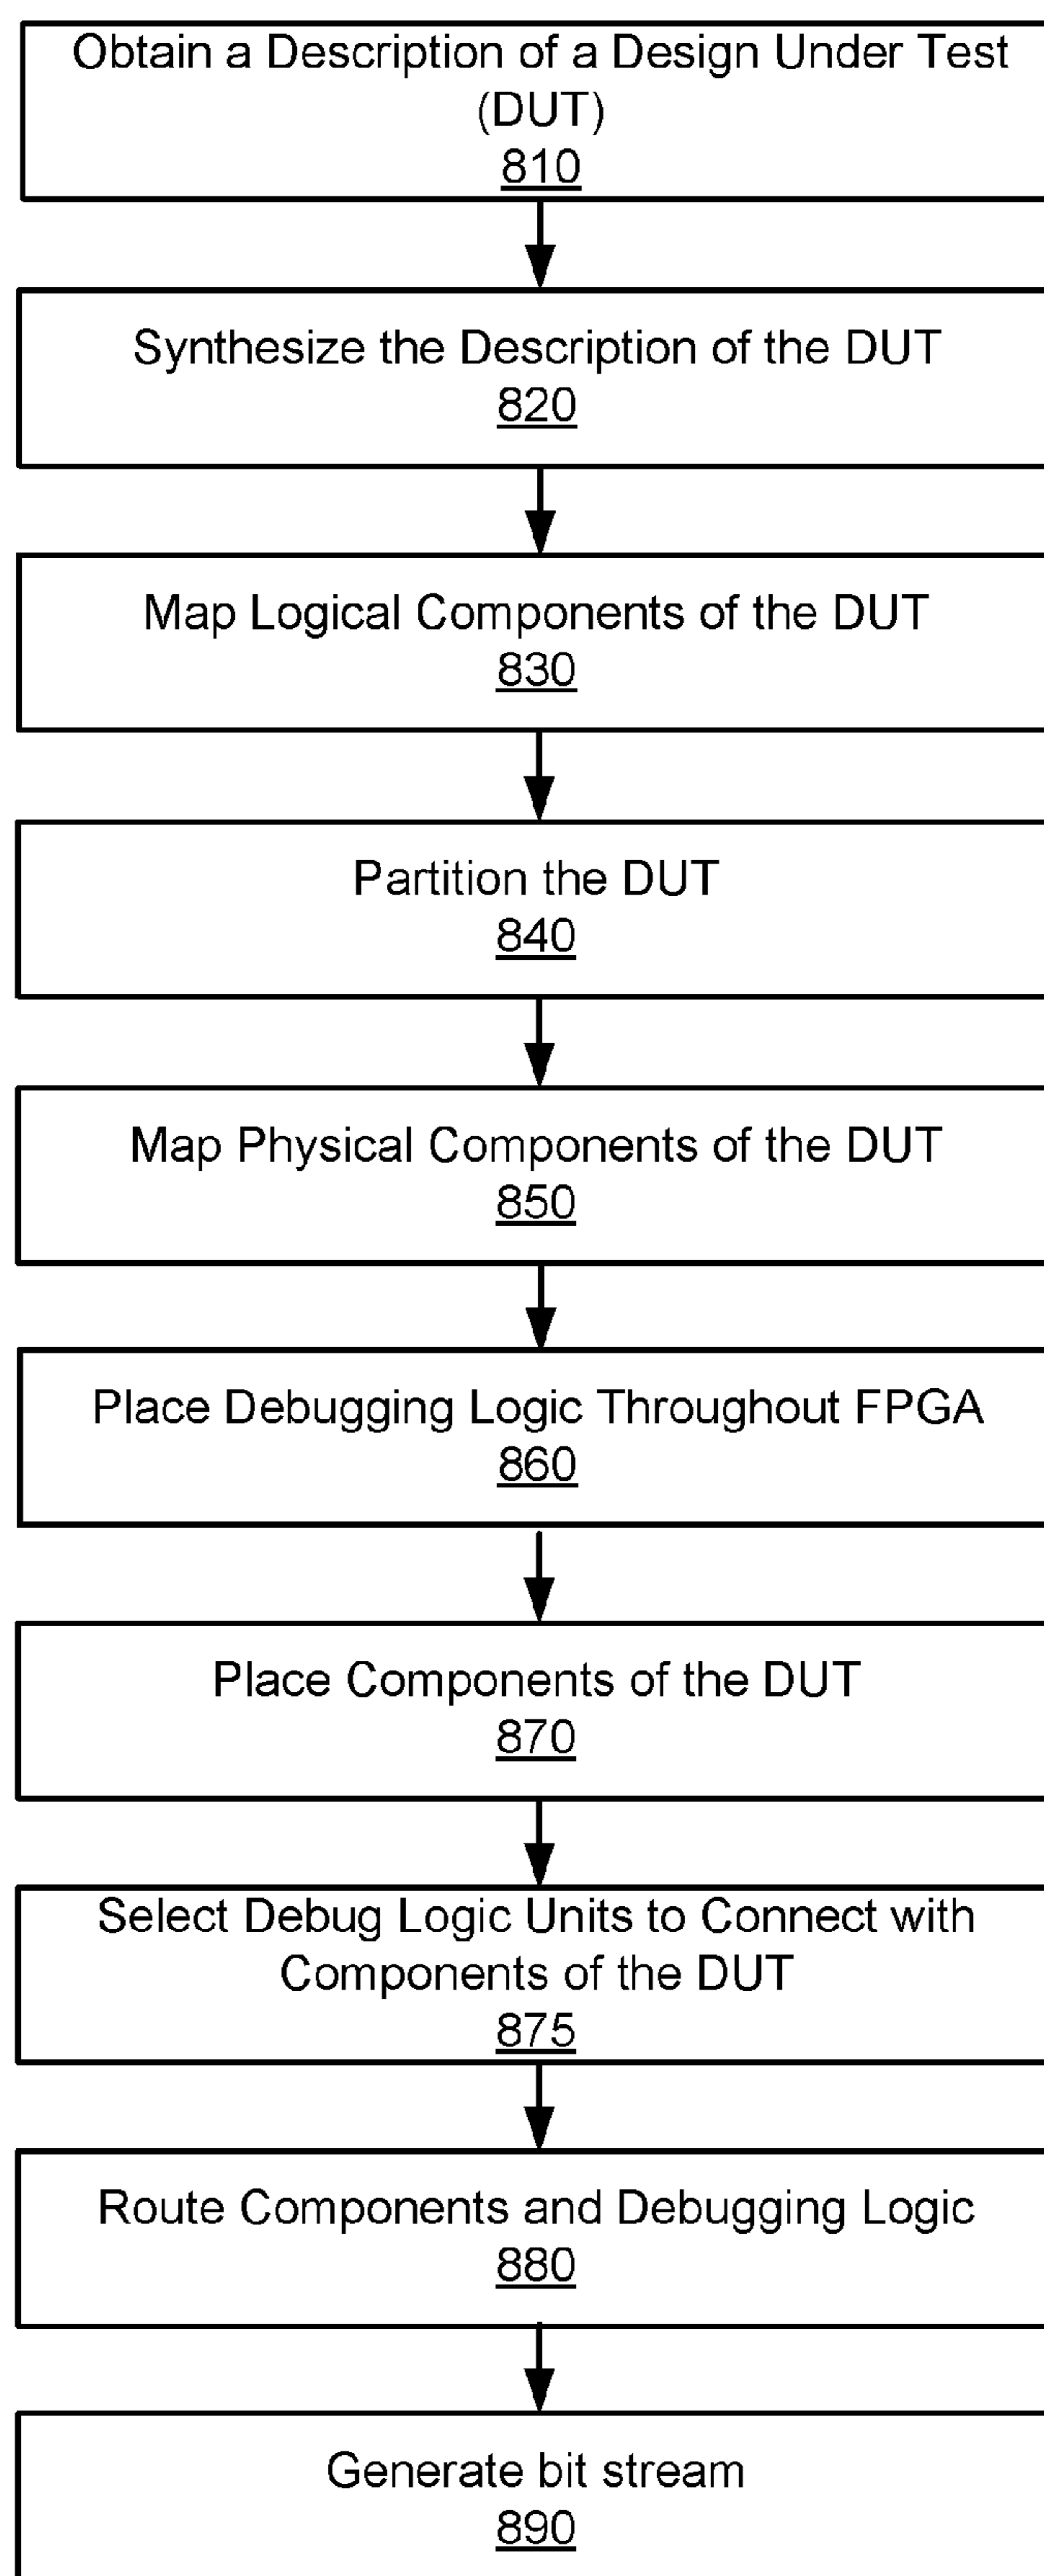 Obtain a Description of a Design Under Test
(DUT)
810
Synthesize the Description of the DUT
820
Map Logical Components of the DUT
830
Partition the DUT
840
Map Physical Components of the DUT
850
Place Debugging Logic Throughout FPGA
860
Place Components of the DUT
870
Select Debug Logic Units to Connect with
Components of the DUT
875
Route Components and Debugging Logic
880
Generate bit stream
890